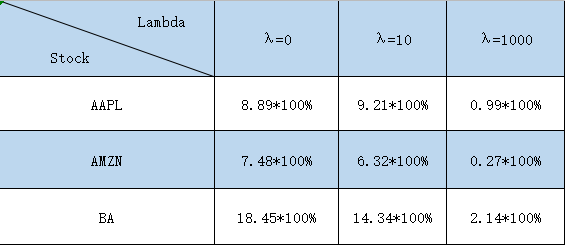 Lambda
Stock
λ=0 λ=10 λ=1000
AAPL 8.89*100% 9.21*100% 0.99*100%
AMZN 7.48*100% 6.32*100% 0.27*100%
BA 18.45*100% 14.34*100% 2.14*100%